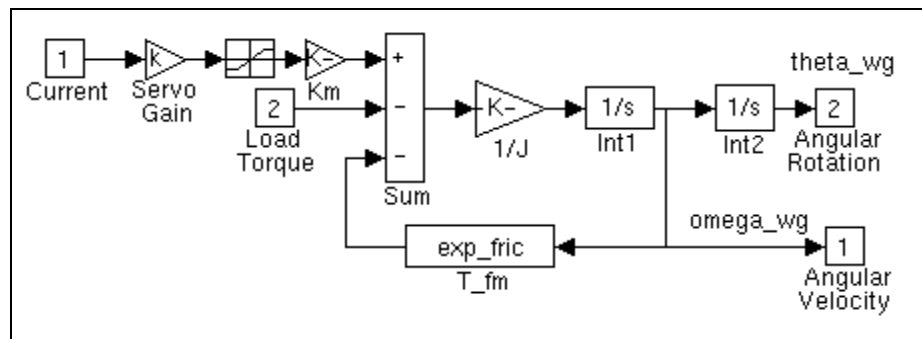 1
Current
K
Servo
Gain
K-
Km
2
Load
Torque
+
-
-
Sum
K-
1/J
1/s
Int1
1/s
Int2
theta_wg
2
Angular
Rotation
exp_fric
T_fm
omega_wg
1
Angular
Velocity